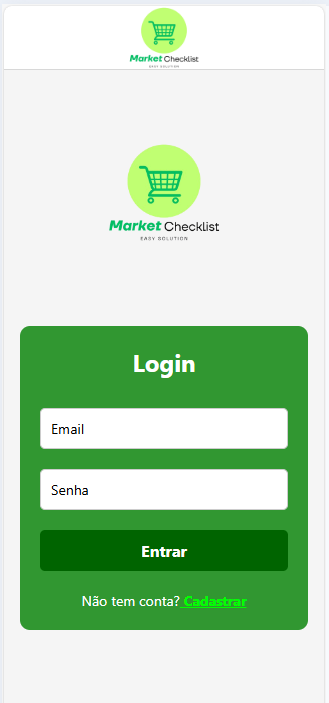 Market Checklist
EASY SOLUTION
Market Checklist
EASY SOLUTION
Login
Email
Senha
Entrar
Não tem conta? Cadastrar